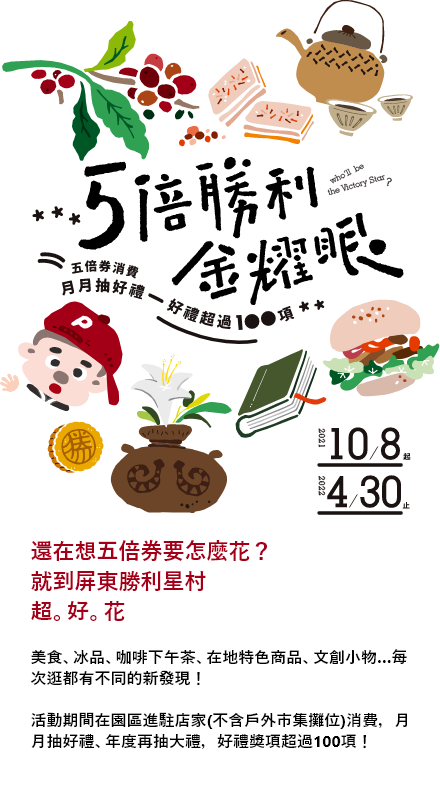 5倍勝利
who'll be
the Victory Star?
金耀眼
五倍券消費
月月抽好禮
好禮超過100項
P
勝
2021 10/8起
2022 4/30止
還在想五倍券要怎麼花？
就到屏東勝利星村
超。好。花
美食、冰品、咖啡下午茶、在地特色商品、文創小物...每
次逛都有不同的新發現！
活動期間在園區進駐店家(不含戶外市集攤位)消費，月
月抽好禮、年度再抽大禮，好禮獎項超過100項！